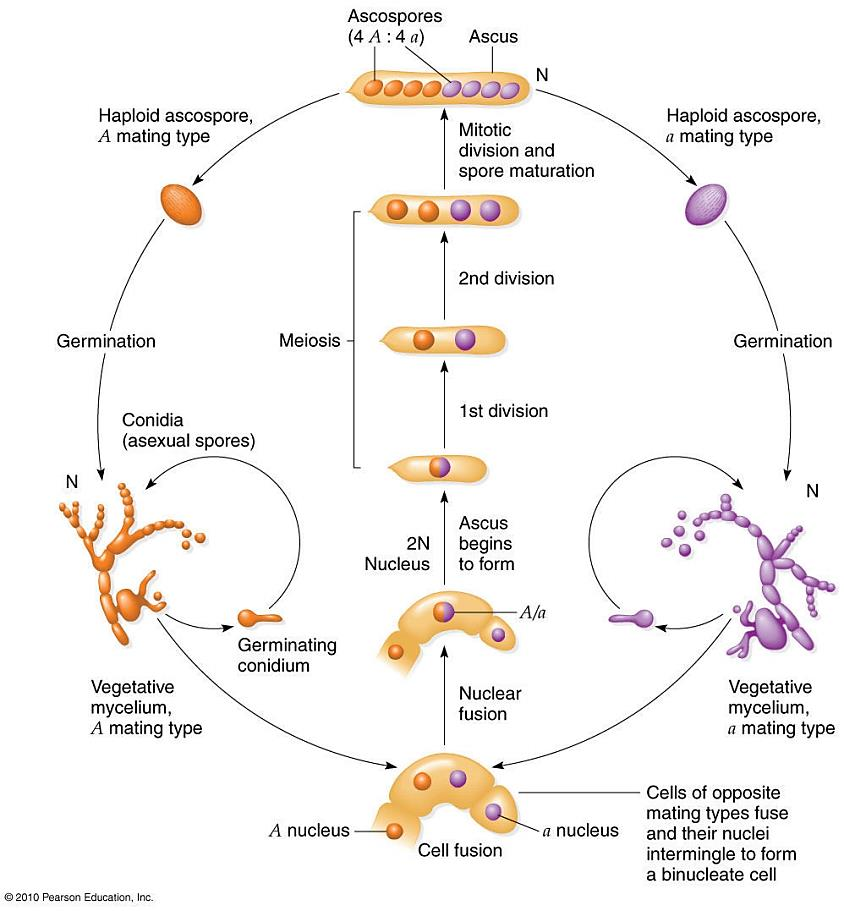 Ascospores
(4 A : 4 a)
Ascus
N
Haploid ascospore,
A mating type
Haploid ascospore,
a mating type
Mitotic
division and
spore maturation
2nd division
Germination
Meiosis
Germination
1st division
Conidia
(asexual spores)
N
N
2N
Nucleus
Ascus
begins
to form
A/a
Germinating
conidium
Vegetative
mycelium,
A mating type
Nuclear
fusion
Vegetative
mycelium,
a mating type
A nucleus
a nucleus
Cell fusion
Cells of opposite
mating types fuse
and their nuclei
intermingle to form
a binucleate cell
© 2010 Pearson Education, Inc.